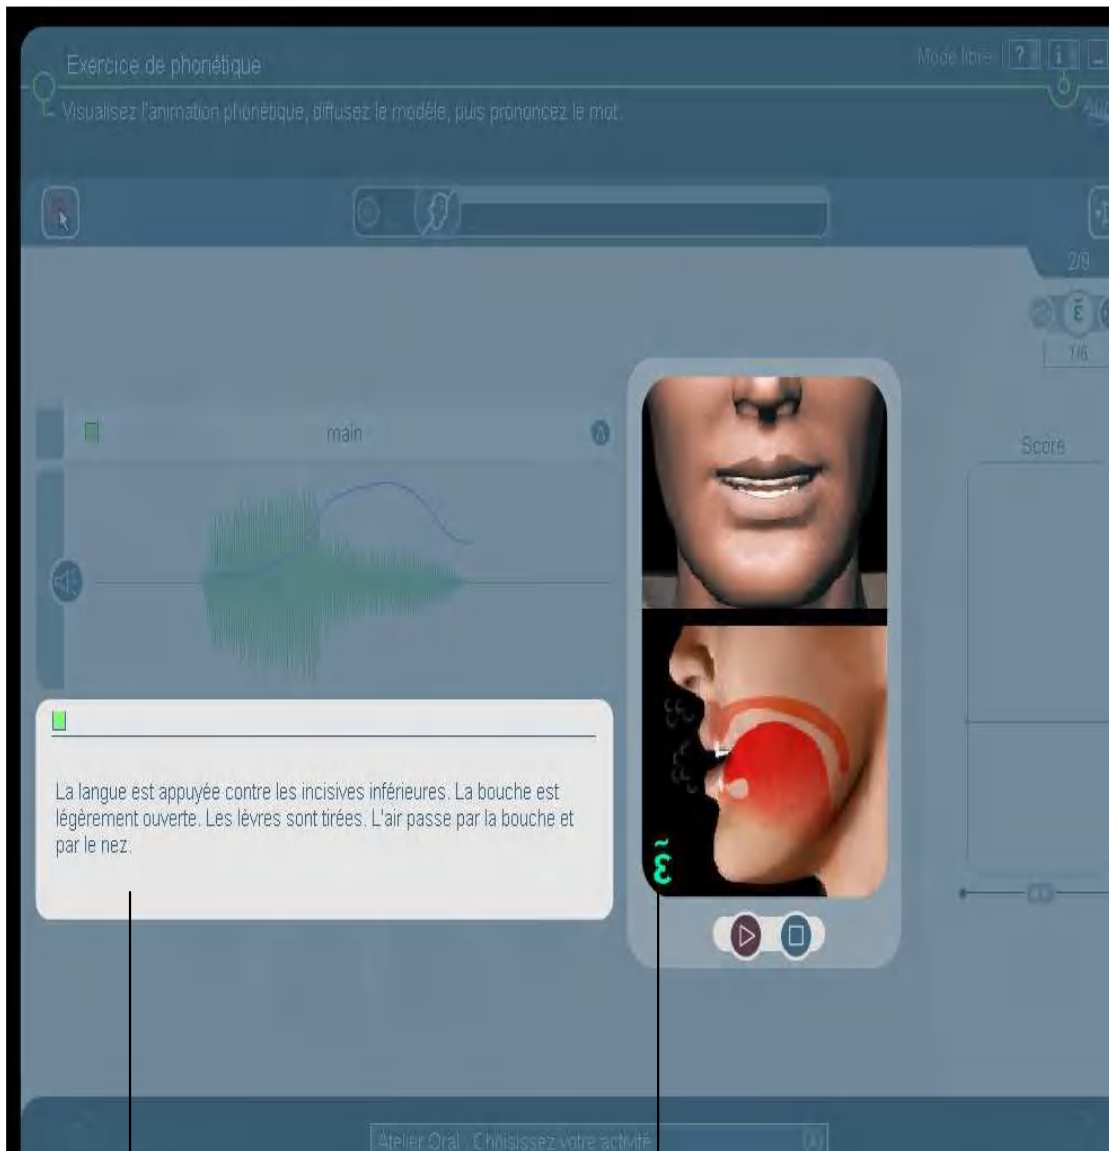 Exercice de phonétique
Mode libre
?
i
Visualisez l'animation phonétique, diffusez le modèle, puis prononcez le mot.
2/9
ɛ̃
1/6
main
Score
La langue est appuyée contre les incisives inférieures. La bouche est
légèrement ouverte. Les lèvres sont tirées. L'air passe par la bouche et
par le nez.
ɛ̃
Atelier Oral : Choisissez votre activité